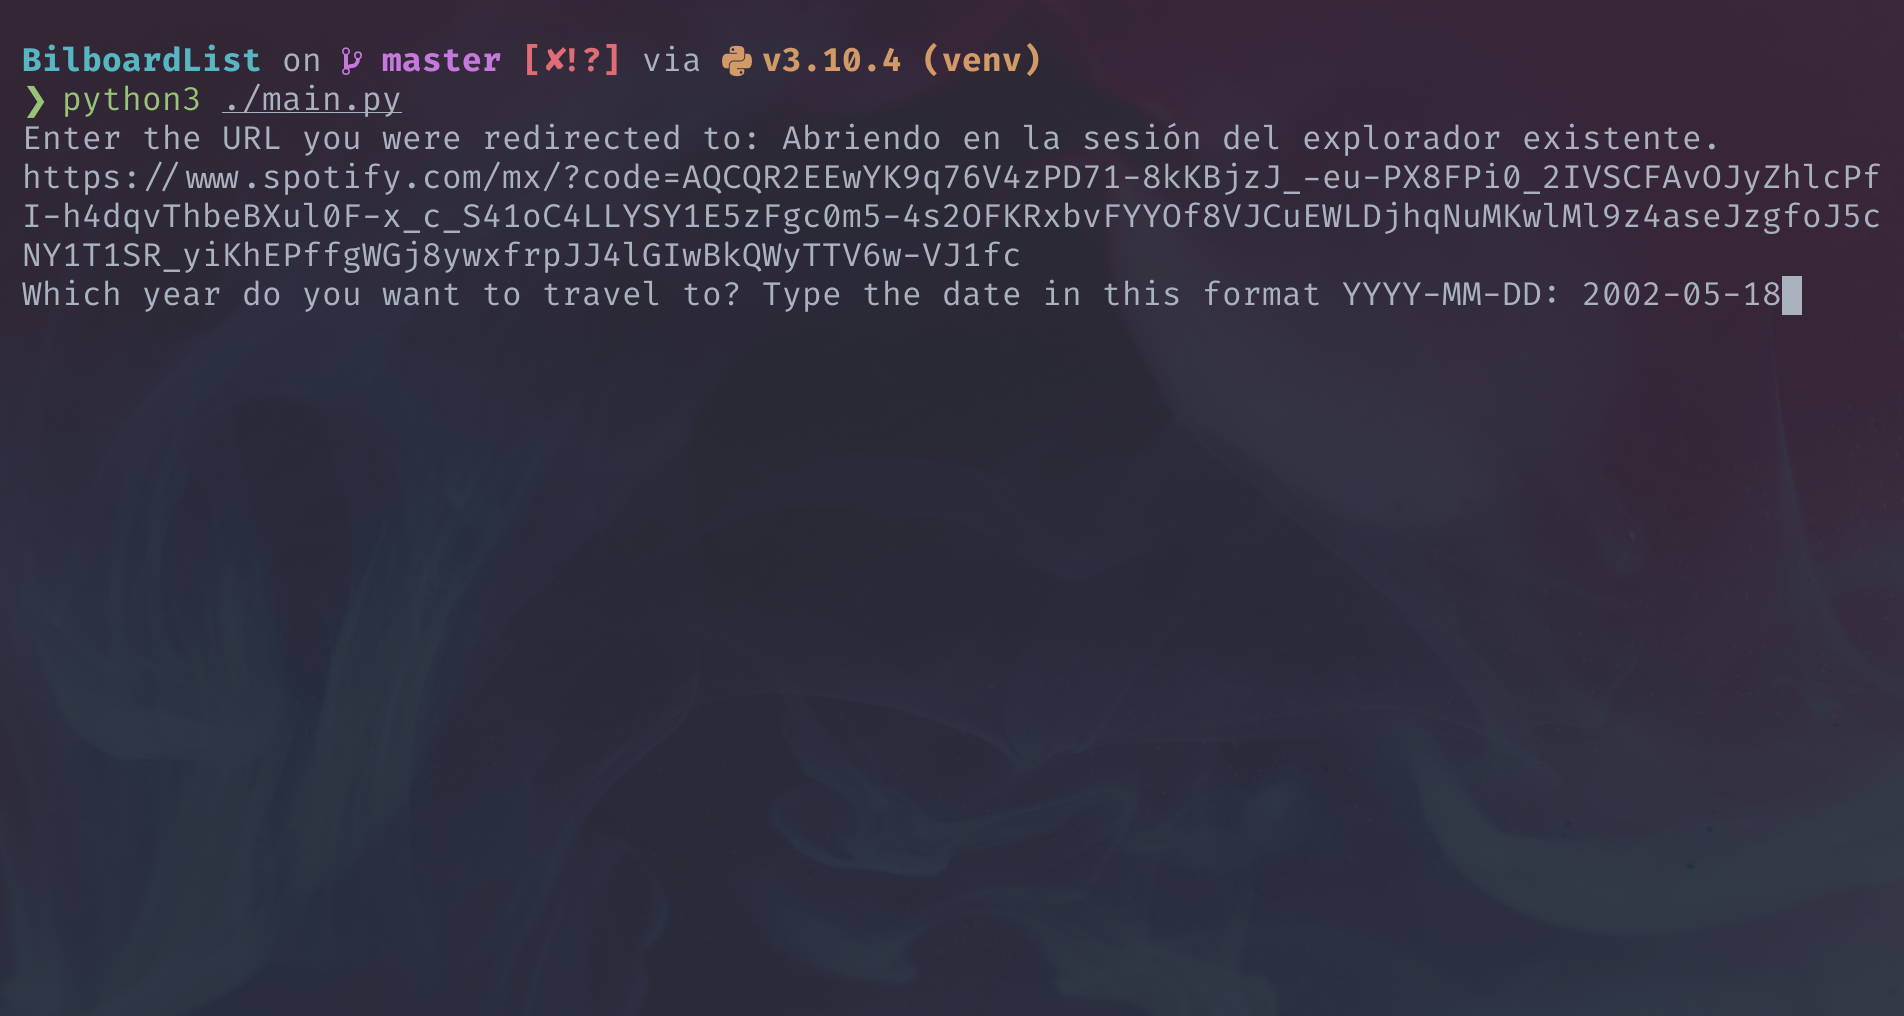 BilboardList on master [✘!?] via v3.10.4 (venv)
❯ python3 ./main.py
Enter the URL you were redirected to: Abriendo en la sesión del explorador existente.
https://www.spotify.com/mx/?code=AQCQR2EEwYK9q76V4zPD71-8kKBjzJ_-eu-PX8FPi0_2IVSCFAvOJyZhlcPf
I-h4dqvThbeBXul0F-x_c_S41oC4LLYSY1E5zFgc0m5-4s2OFKRxbvFYYOf8VJCuEWLDjhqNuMKwlMl9z4aseJzgfoJ5c
NY1T1SR_yiKhEPffgWGj8ywxfrpJJ4lGIwBkQWyTTV6w-VJ1fc
Which year do you want to travel to? Type the date in this format YYYY-MM-DD: 2002-05-18